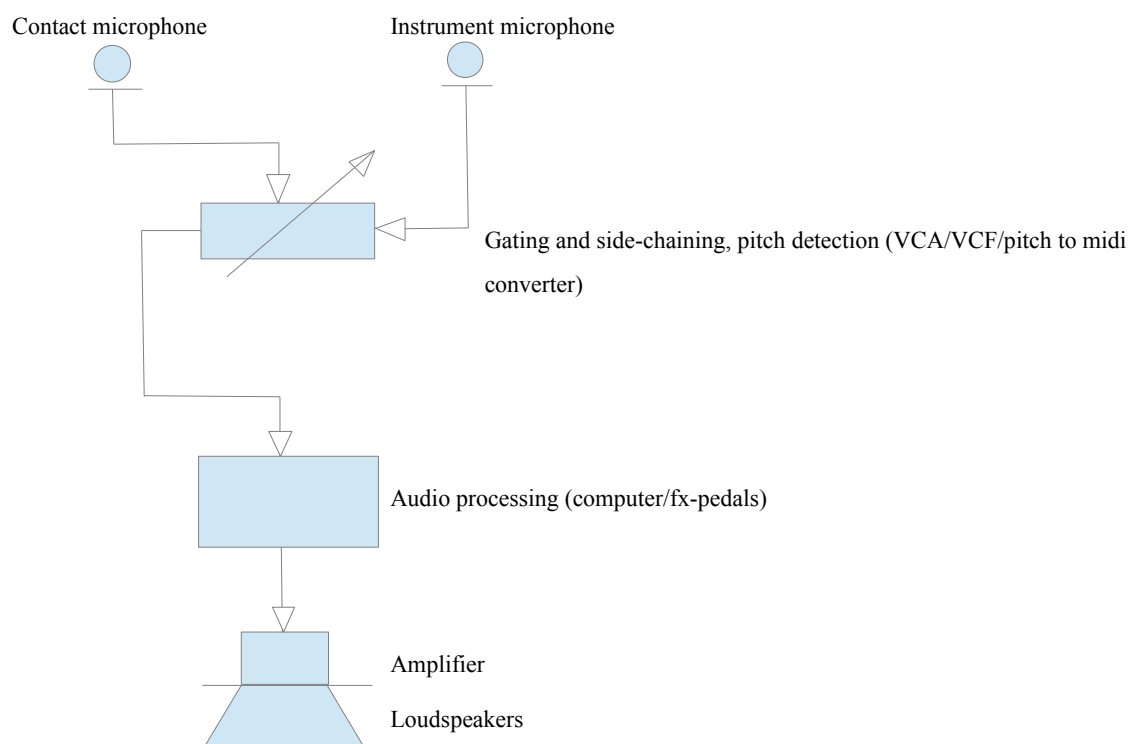 Contact microphone
Instrument microphone
Gating and side-chaining, pitch detection (VCA/VCF/pitch to midi
converter)
Audio processing (computer/fx-pedals)
Amplifier
Loudspeakers